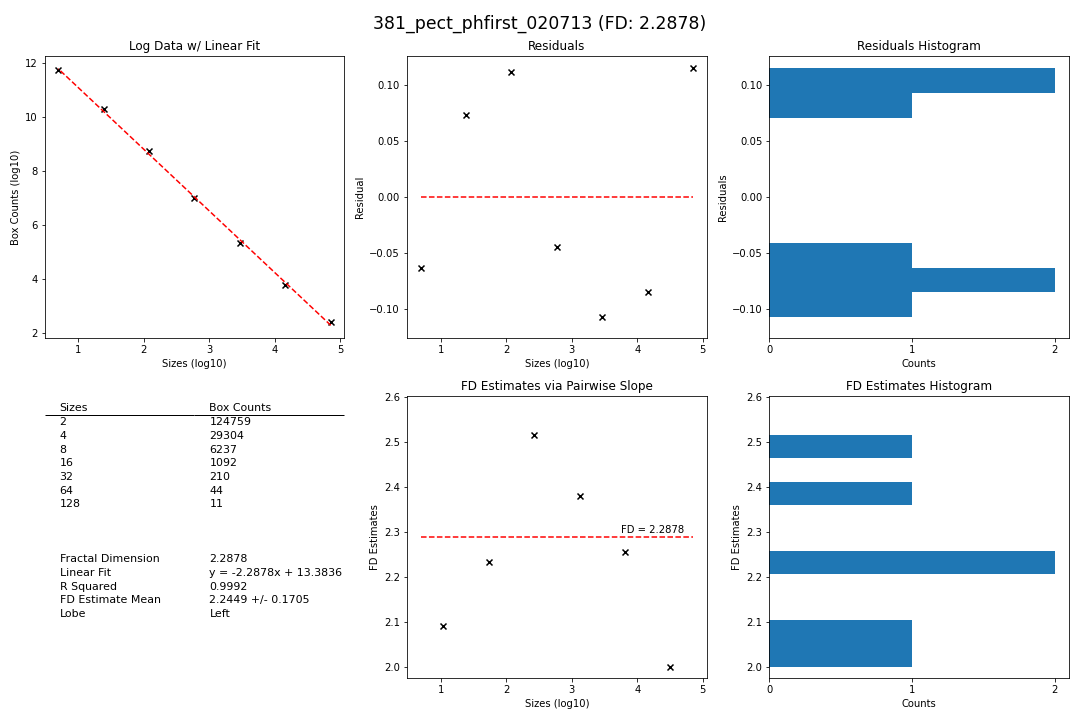 381_pect_phfirst_020713 (FD: 2.2878)
Log Data w/ Linear Fit
12
10
8
6
4
2
Box Counts (log10)
1 2 3 4 5
Sizes (log10)
Residuals
0.10
0.05
0.00
−0.05
−0.10
Residual
1 2 3 4 5
Sizes (log10)
Residuals Histogram
0.10
0.05
0.00
−0.05
−0.10
Residuals
0 1 2
Counts
Sizes Box Counts
2 124759
4 29304
8 6237
16 1092
32 210
64 44
128 11
Fractal Dimension 2.2878
Linear Fit y = -2.2878x + 13.3836
R Squared 0.9992
FD Estimate Mean 2.2449 +/- 0.1705
Lobe Left
FD Estimates via Pairwise Slope
2.6
2.5
2.4
2.3
2.2
2.1
2.0
FD Estimates
FD = 2.2878
1 2 3 4 5
Sizes (log10)
FD Estimates Histogram
2.6
2.5
2.4
2.3
2.2
2.1
2.0
FD Estimates
0 1 2
Counts